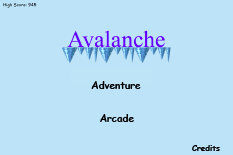 High Score: 948
Avalanche
Adventure
Arcade
Credits